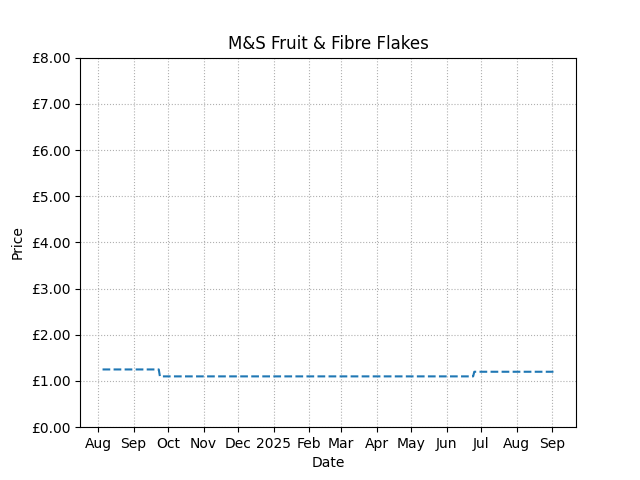 M&S Fruit & Fibre Flakes
£8.00
£7.00
£6.00
£5.00
£4.00
£3.00
£2.00
£1.00
£0.00
Price
Aug Sep Oct Nov Dec 2025 Feb Mar Apr May Jun Jul Aug Sep
Date